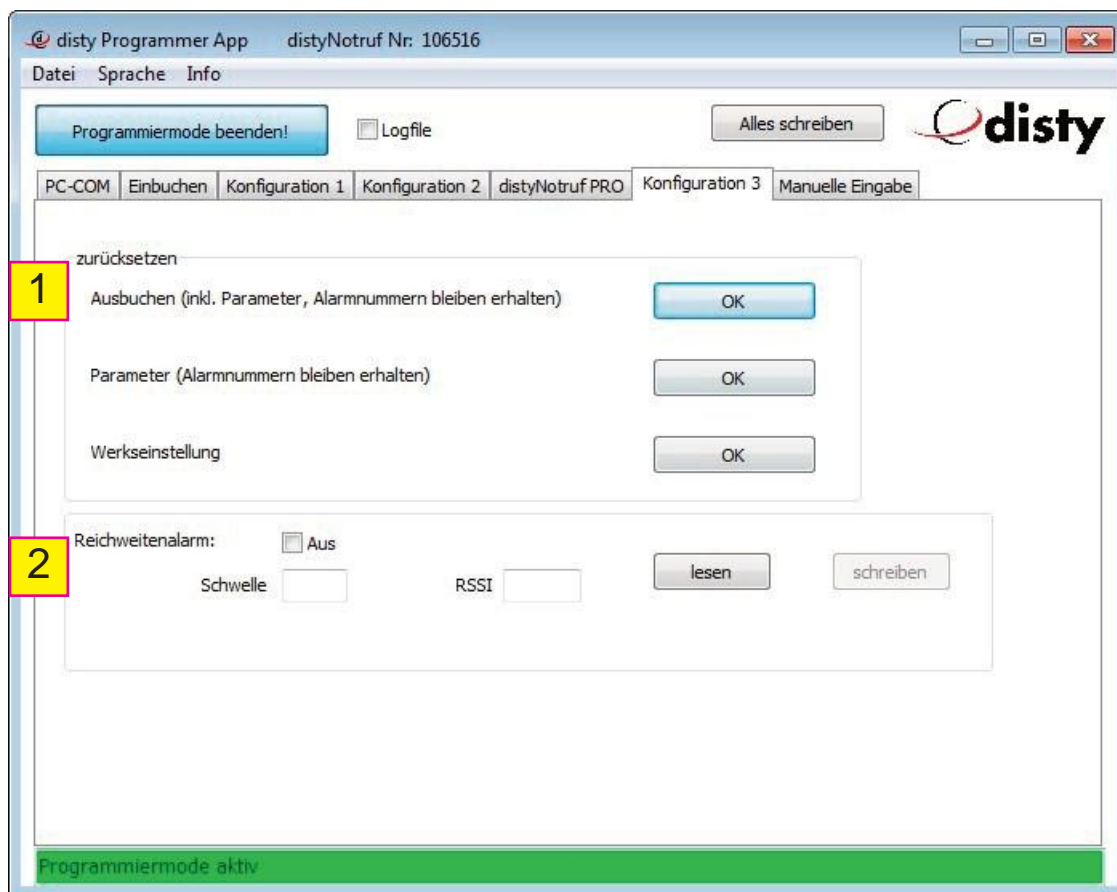 disty Programmer App distyNotruf Nr: 106516
Datei Sprache Info
Programmiermode beenden! Logfile Alles schreiben disty
PC-COM Einbuchen Konfiguration 1 Konfiguration 2 distyNotruf PRO Konfiguration 3 Manuelle Eingabe
zurücksetzen
1
Ausbuchen (inkl. Parameter, Alarmnummern bleiben erhalten) OK
Parameter (Alarmnummern bleiben erhalten) OK
Werkseinstellung OK
2
Reichweitenalarm: Aus
Schwelle RSSI lesen schreiben
Programmiermode aktiv